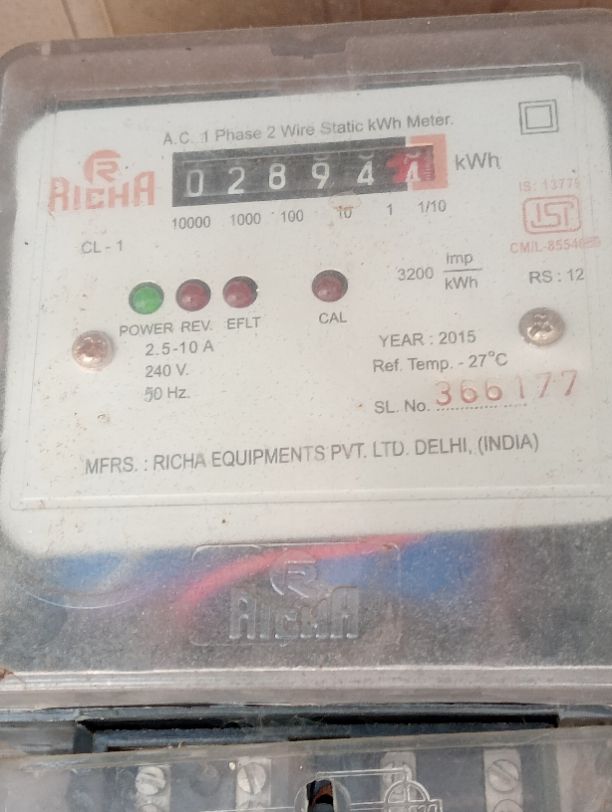 A.C. 1 Phase 2 Wire Static kWh Meter.
R
RICHA
0 2 8 9 4 4 kWh
10000 1000 100 10 1 1/10
IS: 13779
ISI
CL - 1
3200 Imp/kWh
RS : 12
POWER REV. EFLT CAL
2.5-10 A
240 V.
50 Hz.
YEAR : 2015
Ref. Temp. - 27°C
SL. No. 366177
MFRS. : RICHA EQUIPMENTS PVT. LTD. DELHI, (INDIA)
R
RICHA